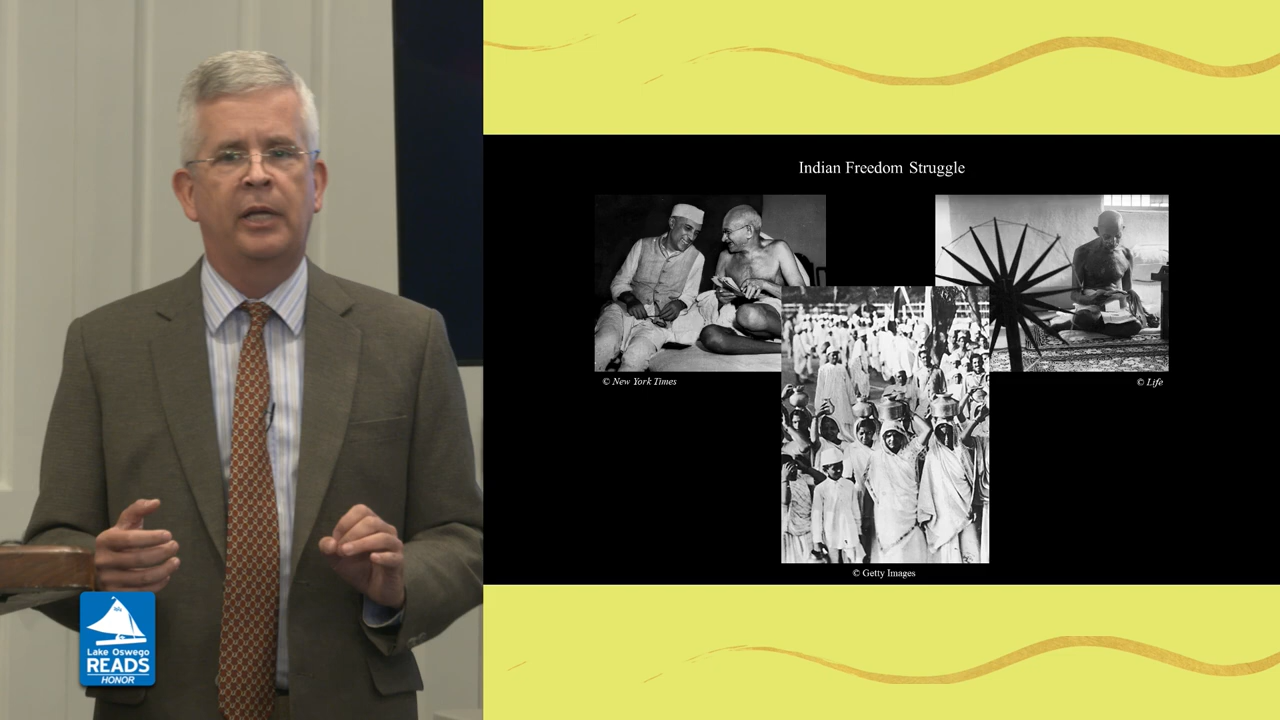 Indian Freedom Struggle
© New York Times
© Life
© Getty Images
Lake Oswego
READS
HONOR